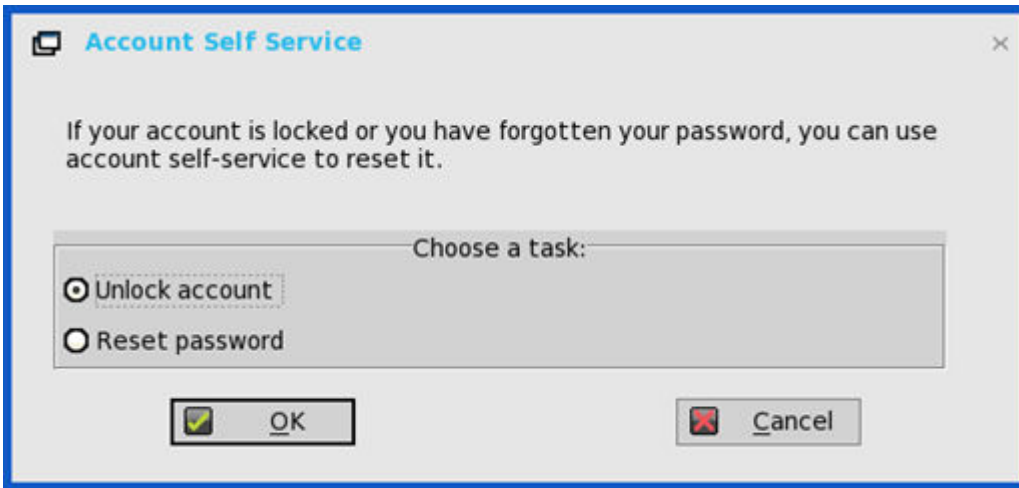 Account Self Service
If your account is locked or you have forgotten your password, you can use
account self-service to reset it.
Choose a task:
Unlock account
Reset password
OK
Cancel